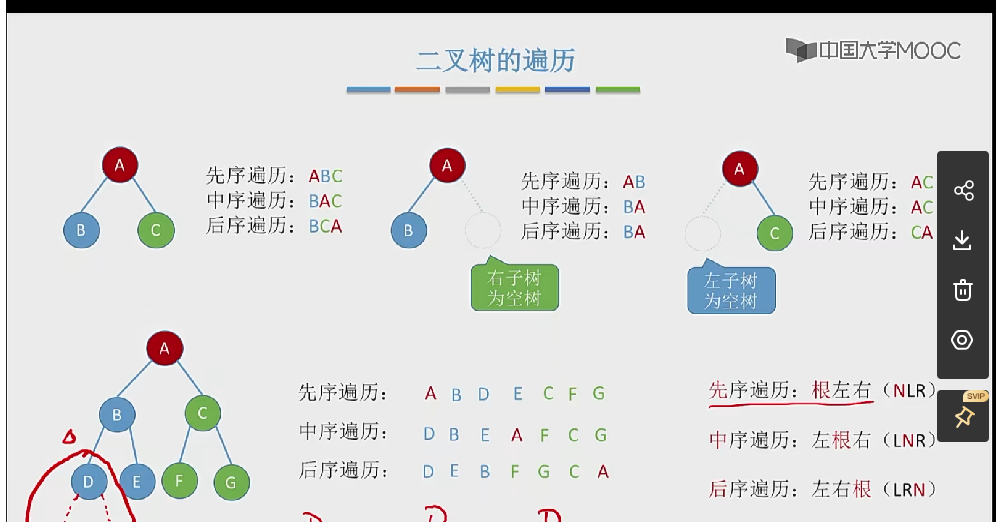 二叉树的遍历
中国大学MOOC
A
B
C
先序遍历：ABC
中序遍历：BAC
后序遍历：BCA
A
B
右子树
为空树
先序遍历：AB
中序遍历：BA
后序遍历：BA
A
C
左子树
为空树
先序遍历：AC
中序遍历：AC
后序遍历：CA
A
B
C
D
E
F
G
先序遍历： A B D E C F G
中序遍历： D B E A F C G
后序遍历： D E B F G C A
先序遍历：根左右（NLR）
中序遍历：左根右（LNR）
后序遍历：左右根（LRN）
SVIP